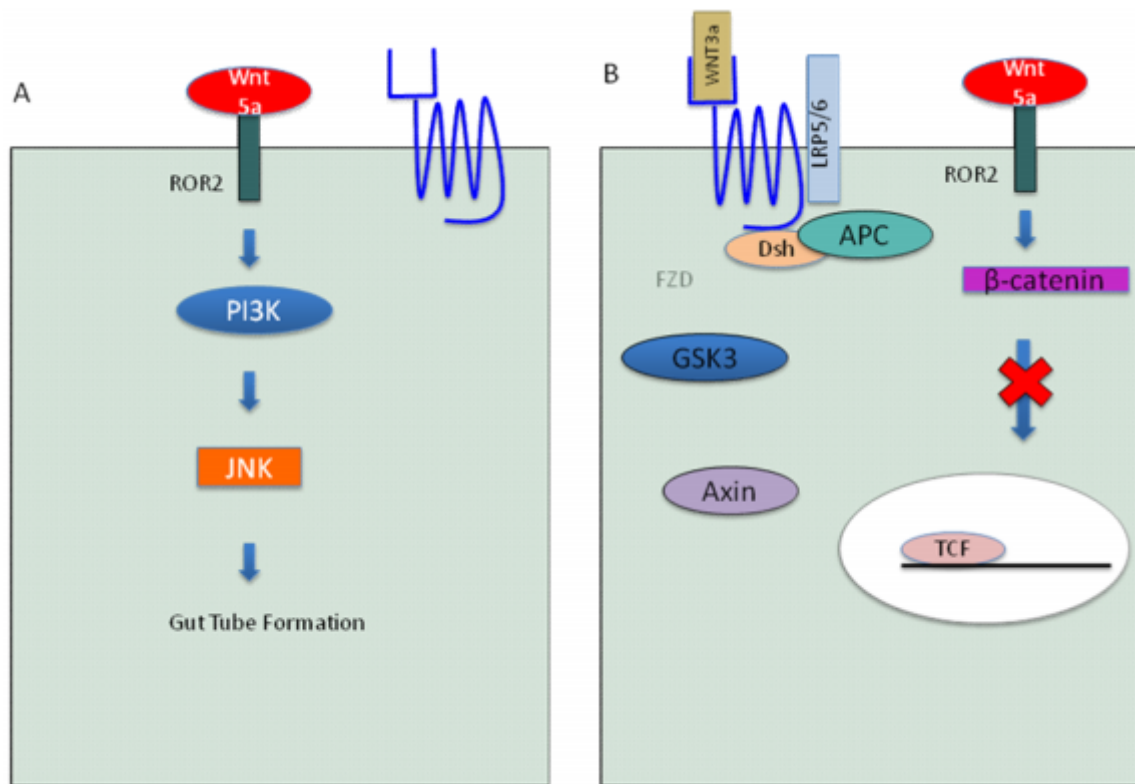 A
Wnt
5a
ROR2
PI3K
JNK
Gut Tube Formation
B
WNT3a
LRP5/6
Wnt
5a
ROR2
Dsh
APC
FZD
β-catenin
GSK3
Axin
TCF